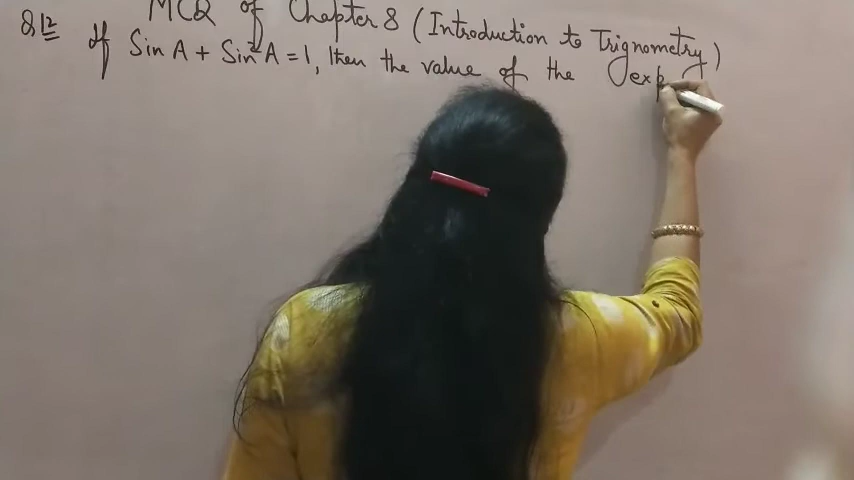 MCQ of Chapter 8 (Introduction to Trignometry)
Q12 If Sin A + Sin²A = 1, then the value of the exp